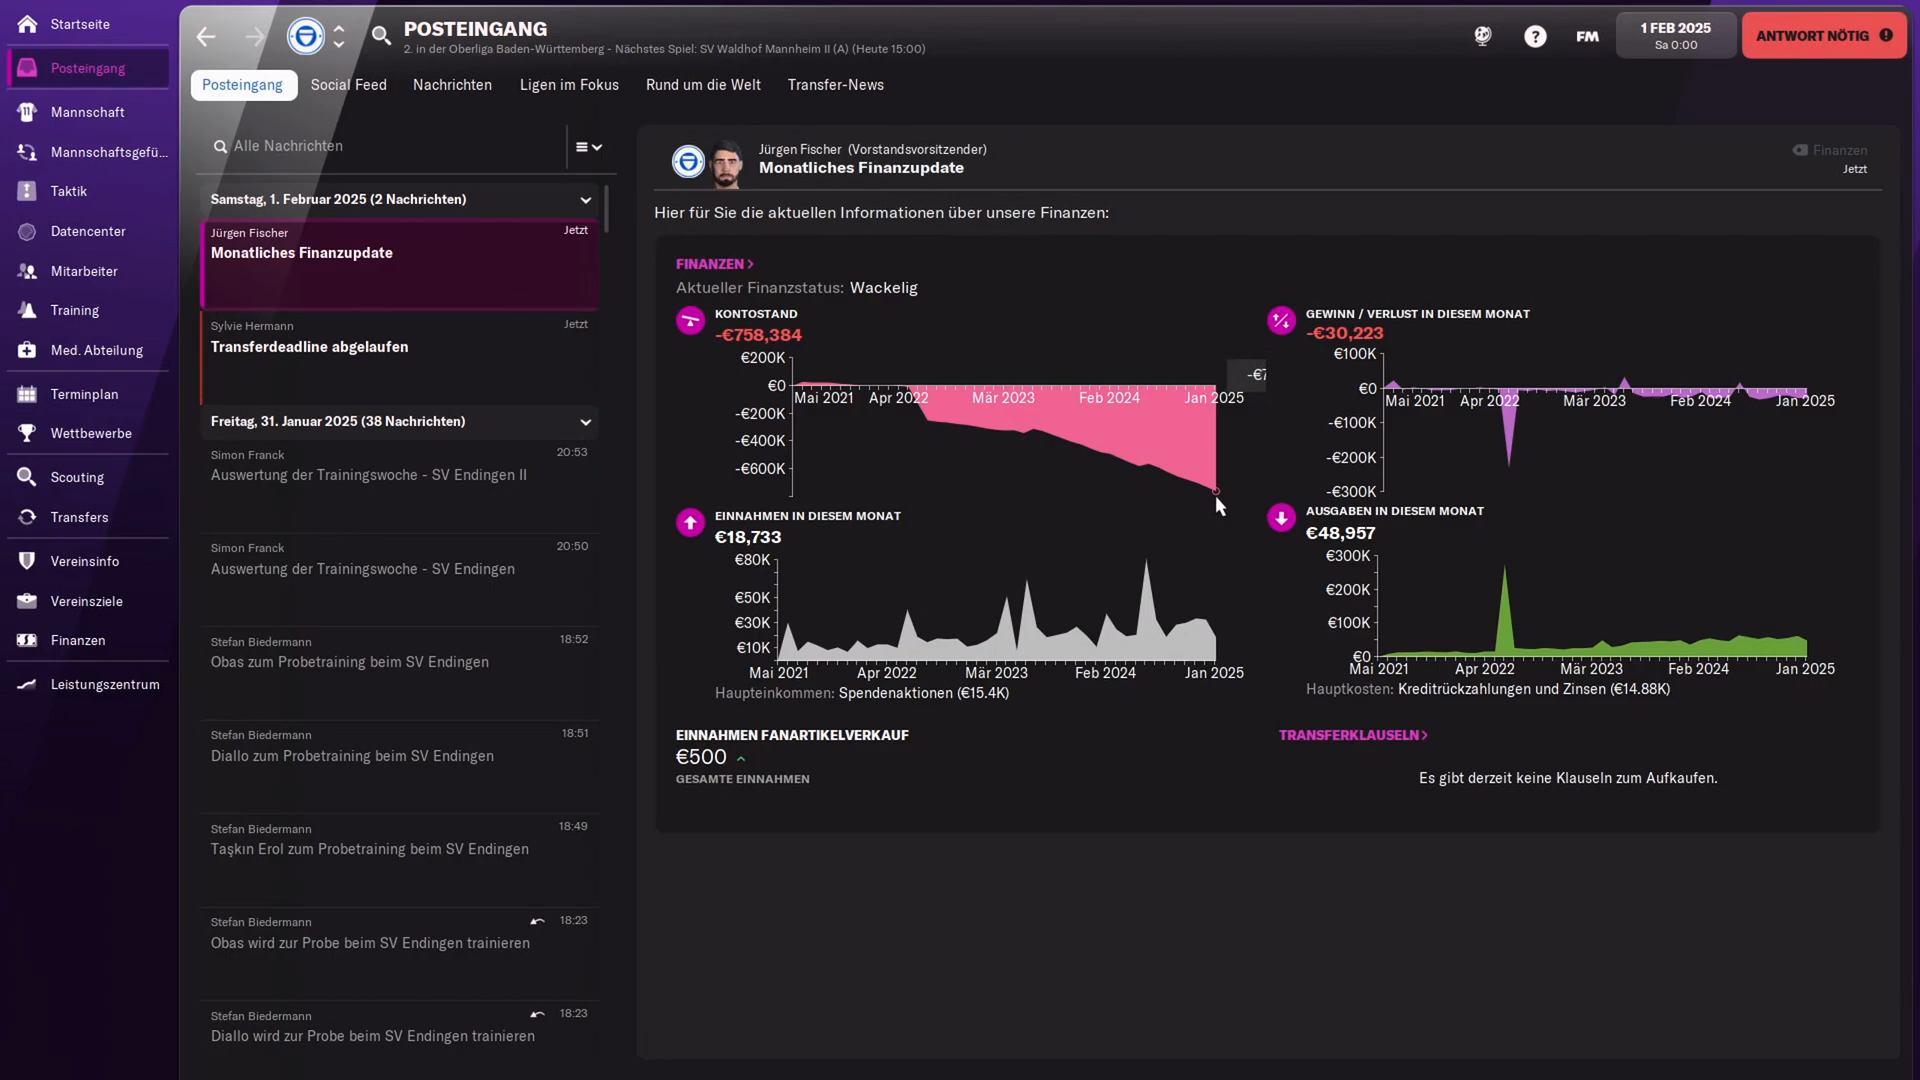 Startseite
Posteingang
Mannschaft
Mannschaftsgefü...
Taktik
Datencenter
Mitarbeiter
Training
Med. Abteilung
Terminplan
Wettbewerbe
Scouting
Transfers
Vereinsinfo
Vereinsziele
Finanzen
Leistungszentrum
POSTEINGANG
2. in der Oberliga Baden-Württemberg - Nächstes Spiel: SV Waldhof Mannheim II (A) (Heute 15:00)
FM
1 FEB 2025
Sa 0:00
ANTWORT NÖTIG
Posteingang
Social Feed
Nachrichten
Ligen im Fokus
Rund um die Welt
Transfer-News
Alle Nachrichten
Samstag, 1. Februar 2025 (2 Nachrichten)
Jürgen Fischer Jetzt
Monatliches Finanzupdate
Sylvie Hermann Jetzt
Transferdeadline abgelaufen
Freitag, 31. Januar 2025 (38 Nachrichten)
Simon Franck 20:53
Auswertung der Trainingswoche - SV Endingen II
Simon Franck 20:50
Auswertung der Trainingswoche - SV Endingen
Stefan Biedermann 18:52
Obas zum Probetraining beim SV Endingen
Stefan Biedermann 18:51
Diallo zum Probetraining beim SV Endingen
Stefan Biedermann 18:49
Taşkın Erol zum Probetraining beim SV Endingen
Stefan Biedermann 18:23
Obas wird zur Probe beim SV Endingen trainieren
Stefan Biedermann 18:23
Diallo wird zur Probe beim SV Endingen trainieren
Jürgen Fischer (Vorstandsvorsitzender)
Monatliches Finanzupdate
Finanzen
Jetzt
Hier für Sie die aktuellen Informationen über unsere Finanzen:
FINANZEN >
Aktueller Finanzstatus: Wackelig
KONTOSTAND
-€758,384
€200K
€0
-€200K
-€400K
-€600K
Mai 2021 Apr 2022 Mär 2023 Feb 2024 Jan 2025
-€7
GEWINN / VERLUST IN DIESEM MONAT
-€30,223
€100K
€0
-€100K
-€200K
-€300K
Mai 2021 Apr 2022 Mär 2023 Feb 2024 Jan 2025
EINNAHMEN IN DIESEM MONAT
€18,733
€80K
€50K
€30K
€10K
Mai 2021 Apr 2022 Mär 2023 Feb 2024 Jan 2025
Haupteinkommen: Spendenaktionen (€15.4K)
AUSGABEN IN DIESEM MONAT
€48,957
€300K
€200K
€100K
€0
Mai 2021 Apr 2022 Mär 2023 Feb 2024 Jan 2025
Hauptkosten: Kreditrückzahlungen und Zinsen (€14.88K)
EINNAHMEN FANARTIKELVERKAUF
€500
GESAMTE EINNAHMEN
TRANSFERKLAUSELN >
Es gibt derzeit keine Klauseln zum Aufkaufen.